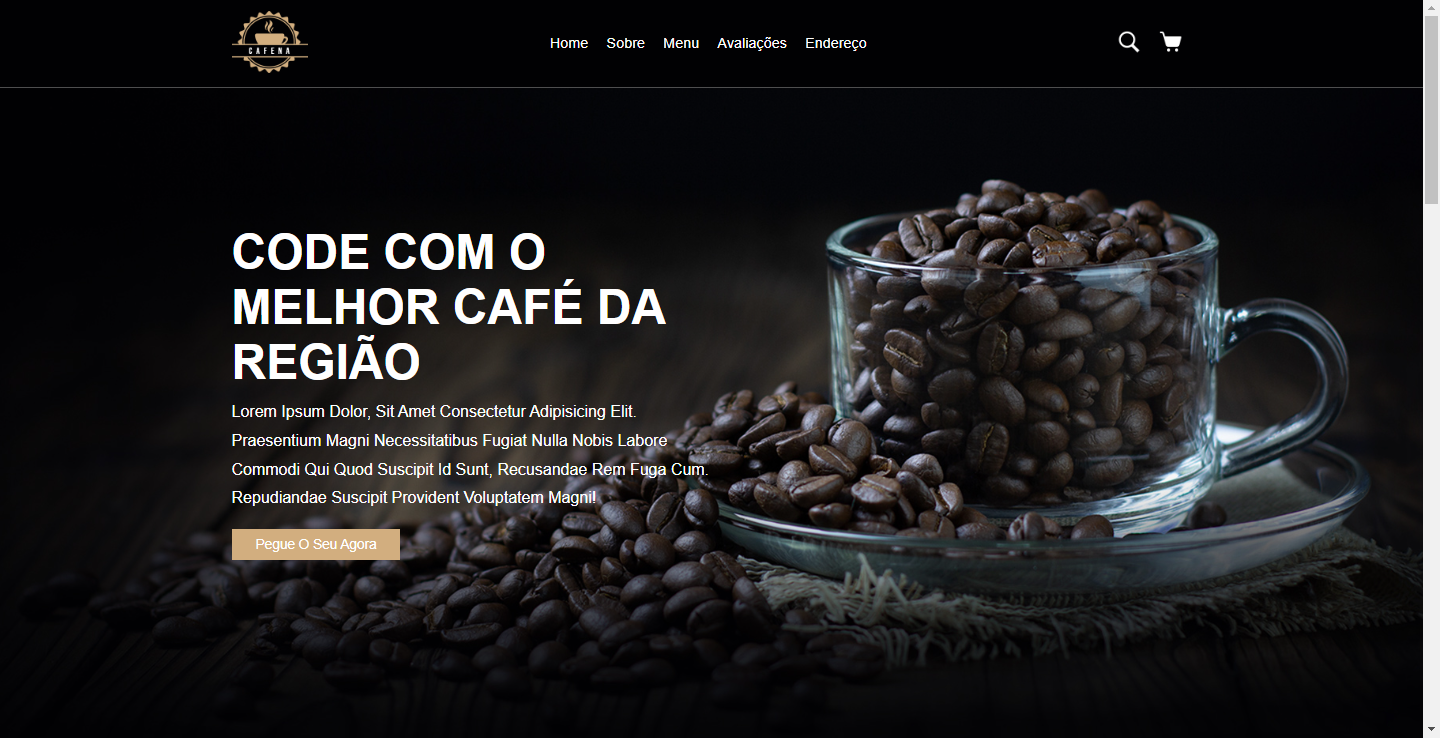 CAFENA
Home Sobre Menu Avaliações Endereço
CODE COM O
MELHOR CAFÉ DA
REGIÃO
Lorem Ipsum Dolor, Sit Amet Consectetur Adipisicing Elit.
Praesentium Magni Necessitatibus Fugiat Nulla Nobis Labore
Commodi Qui Quod Suscipit Id Sunt, Recusandae Rem Fuga Cum.
Repudiandae Suscipit Provident Voluptatem Magni!
Pegue O Seu Agora